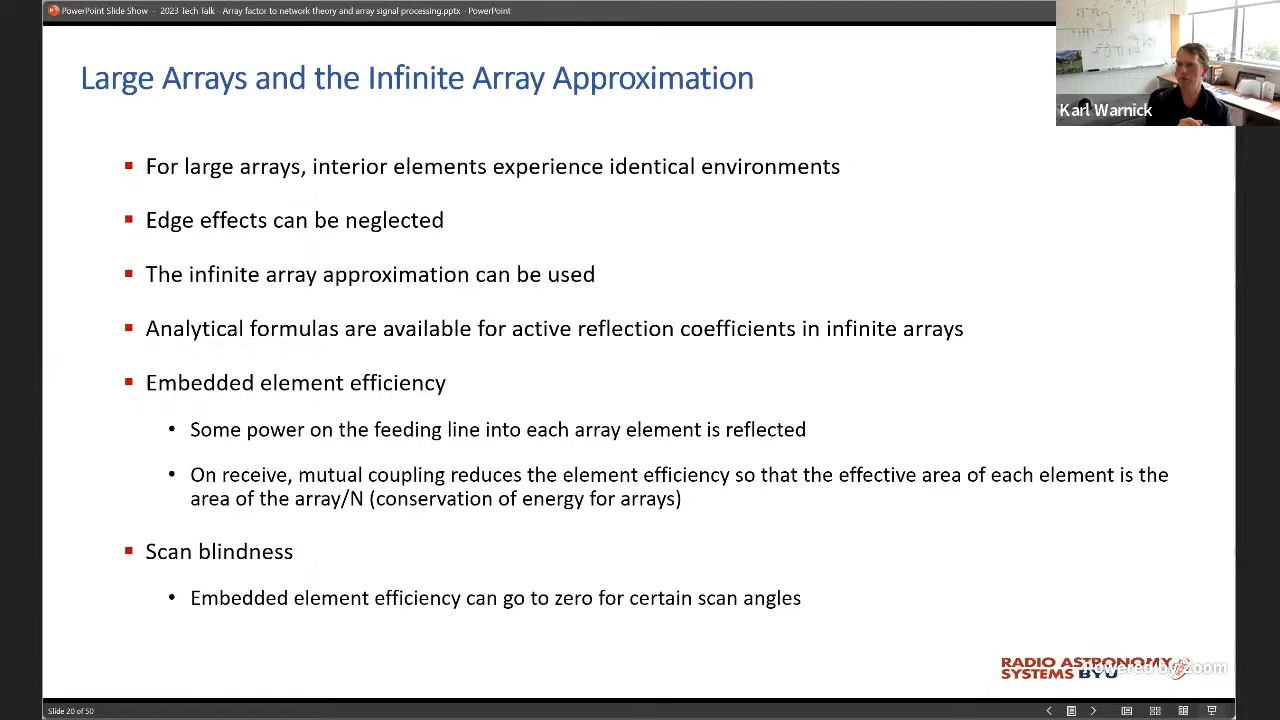 PowerPoint Slide Show - 2023 Tech Talk - Array factor to network theory and array signal processing.pptx - PowerPoint
Large Arrays and the Infinite Array Approximation
Karl Warnick
For large arrays, interior elements experience identical environments
Edge effects can be neglected
The infinite array approximation can be used
Analytical formulas are available for active reflection coefficients in infinite arrays
Embedded element efficiency
Some power on the feeding line into each array element is reflected
On receive, mutual coupling reduces the element efficiency so that the effective area of each element is the
area of the array/N (conservation of energy for arrays)
Scan blindness
Embedded element efficiency can go to zero for certain scan angles
RADIO ASTRONOMY
SYSTEMS BYU
Powered by Zoom
Slide 20 of 50